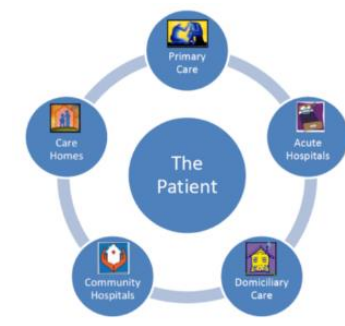 Primary
Care
Acute
Hospitals
Domiciliary
Care
Community
Hospitals
Care
Homes
The
Patient